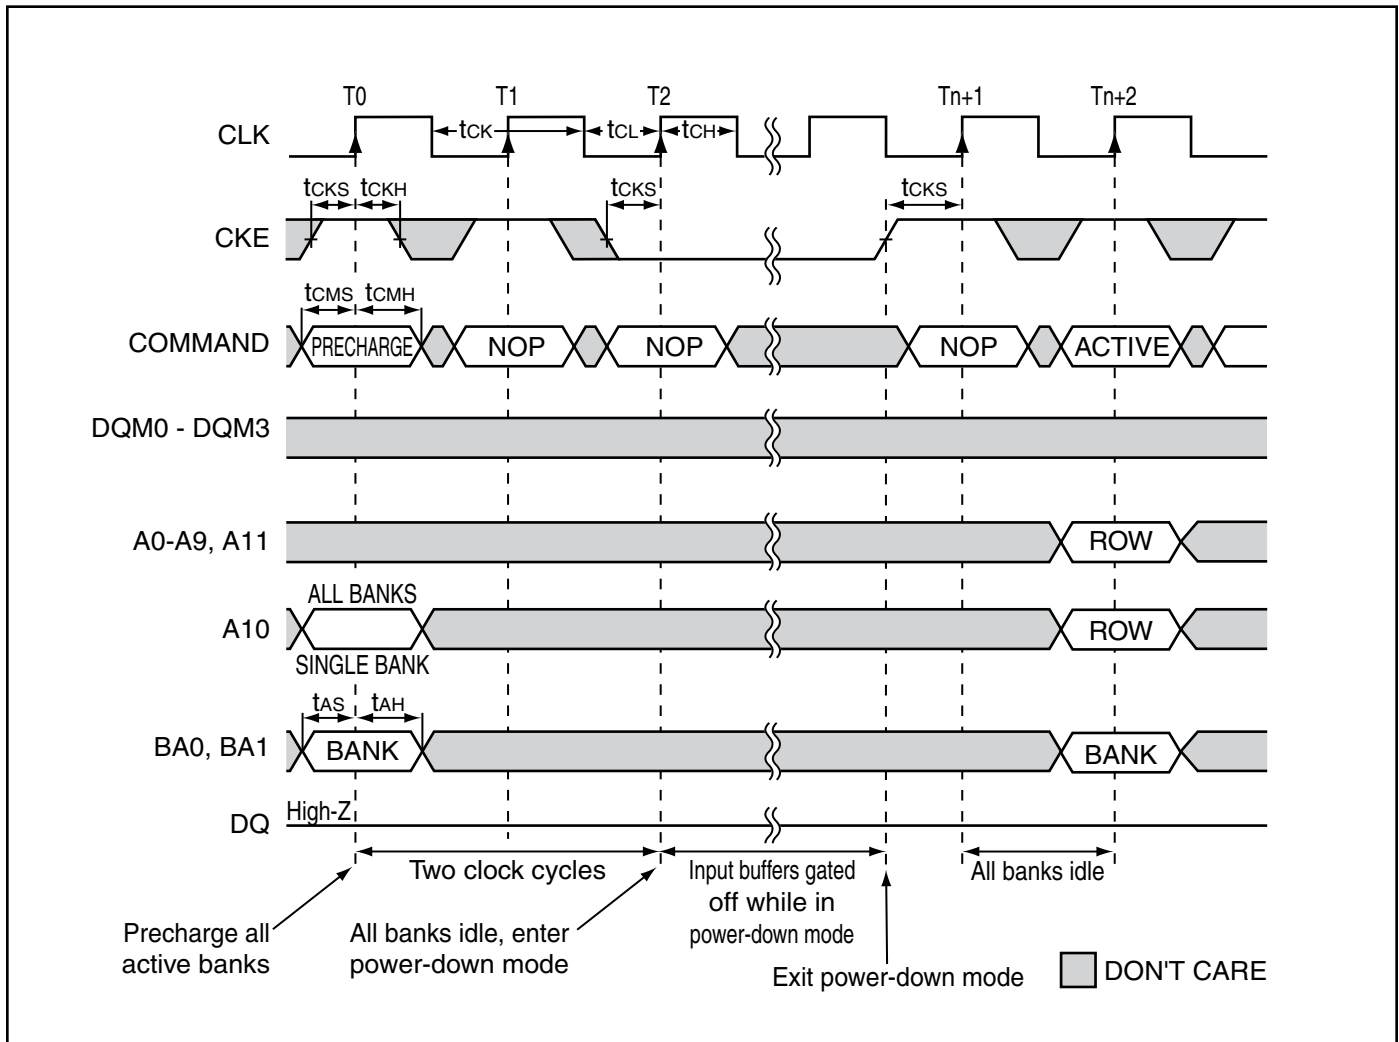 T0 T1 T2 Tn+1 Tn+2
CLK tCK tCL tCH
tCKS tCKH tCKS tCKS
CKE
tCMS tCMH
COMMAND PRECHARGE NOP NOP NOP ACTIVE
DQM0 - DQM3
A0-A9, A11 ROW
ALL BANKS
A10 ROW
SINGLE BANK
tAS tAH
BA0, BA1 BANK BANK
High-Z
DQ
Two clock cycles
Input buffers gated
off while in
power-down mode
All banks idle
Precharge all
active banks
All banks idle, enter
power-down mode
Exit power-down mode
DON'T CARE